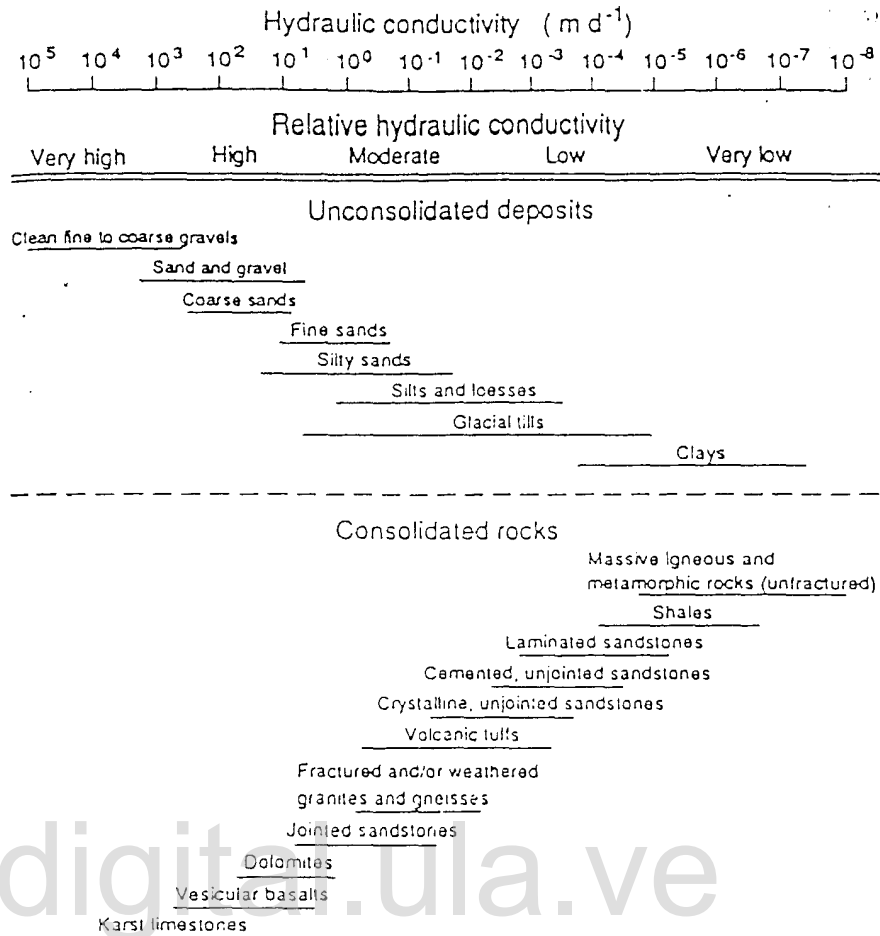 Hydraulic conductivity (m d⁻¹)
10⁵ 10⁴ 10³ 10² 10¹ 10⁰ 10⁻¹ 10⁻² 10⁻³ 10⁻⁴ 10⁻⁵ 10⁻⁶ 10⁻⁷ 10⁻⁸
Relative hydraulic conductivity
Very high High Moderate Low Very low
Unconsolidated deposits
Clean fine to coarse gravels
Sand and gravel
Coarse sands
Fine sands
Silty sands
Silts and loesses
Glacial tills
Clays
Consolidated rocks
Massive igneous and
metamorphic rocks (unfractured)
Shales
Laminated sandstones
Cemented, unjointed sandstones
Crystalline, unjointed sandstones
Volcanic tuffs
Fractured and/or weathered
granites and gneisses
Jointed sandstones
Dolomites
Vesicular basalts
Karst limestones
digital.ula.ve